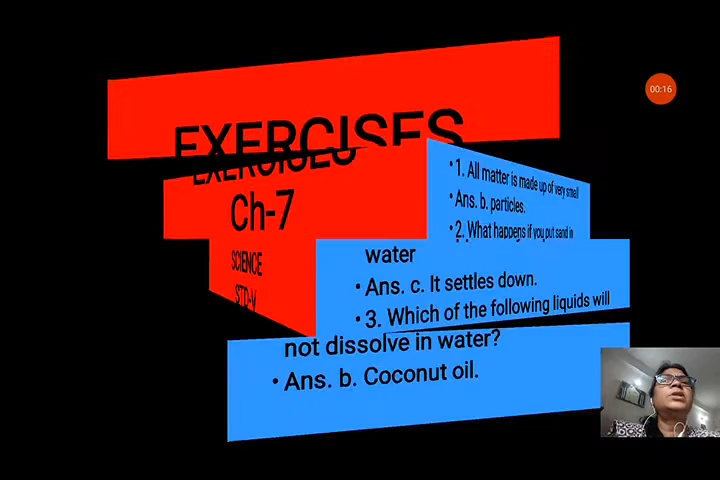 00:16
EXERCISES
EXERCISES
Ch-7
SCIENCE
STD-V
• 1. All matter is made up of very small
• Ans. b. particles.
• 2. What happens if you put sand in
water
• Ans. c. It settles down.
• 3. Which of the following liquids will
not dissolve in water?
• Ans. b. Coconut oil.